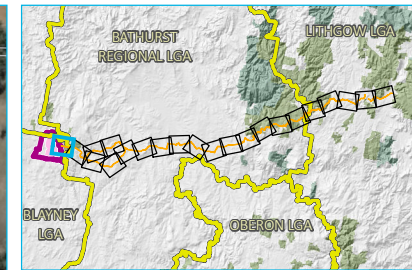 BATHURST
REGIONAL LGA
LITHGOW LGA
BLAYNEY
LGA
OBERON LGA